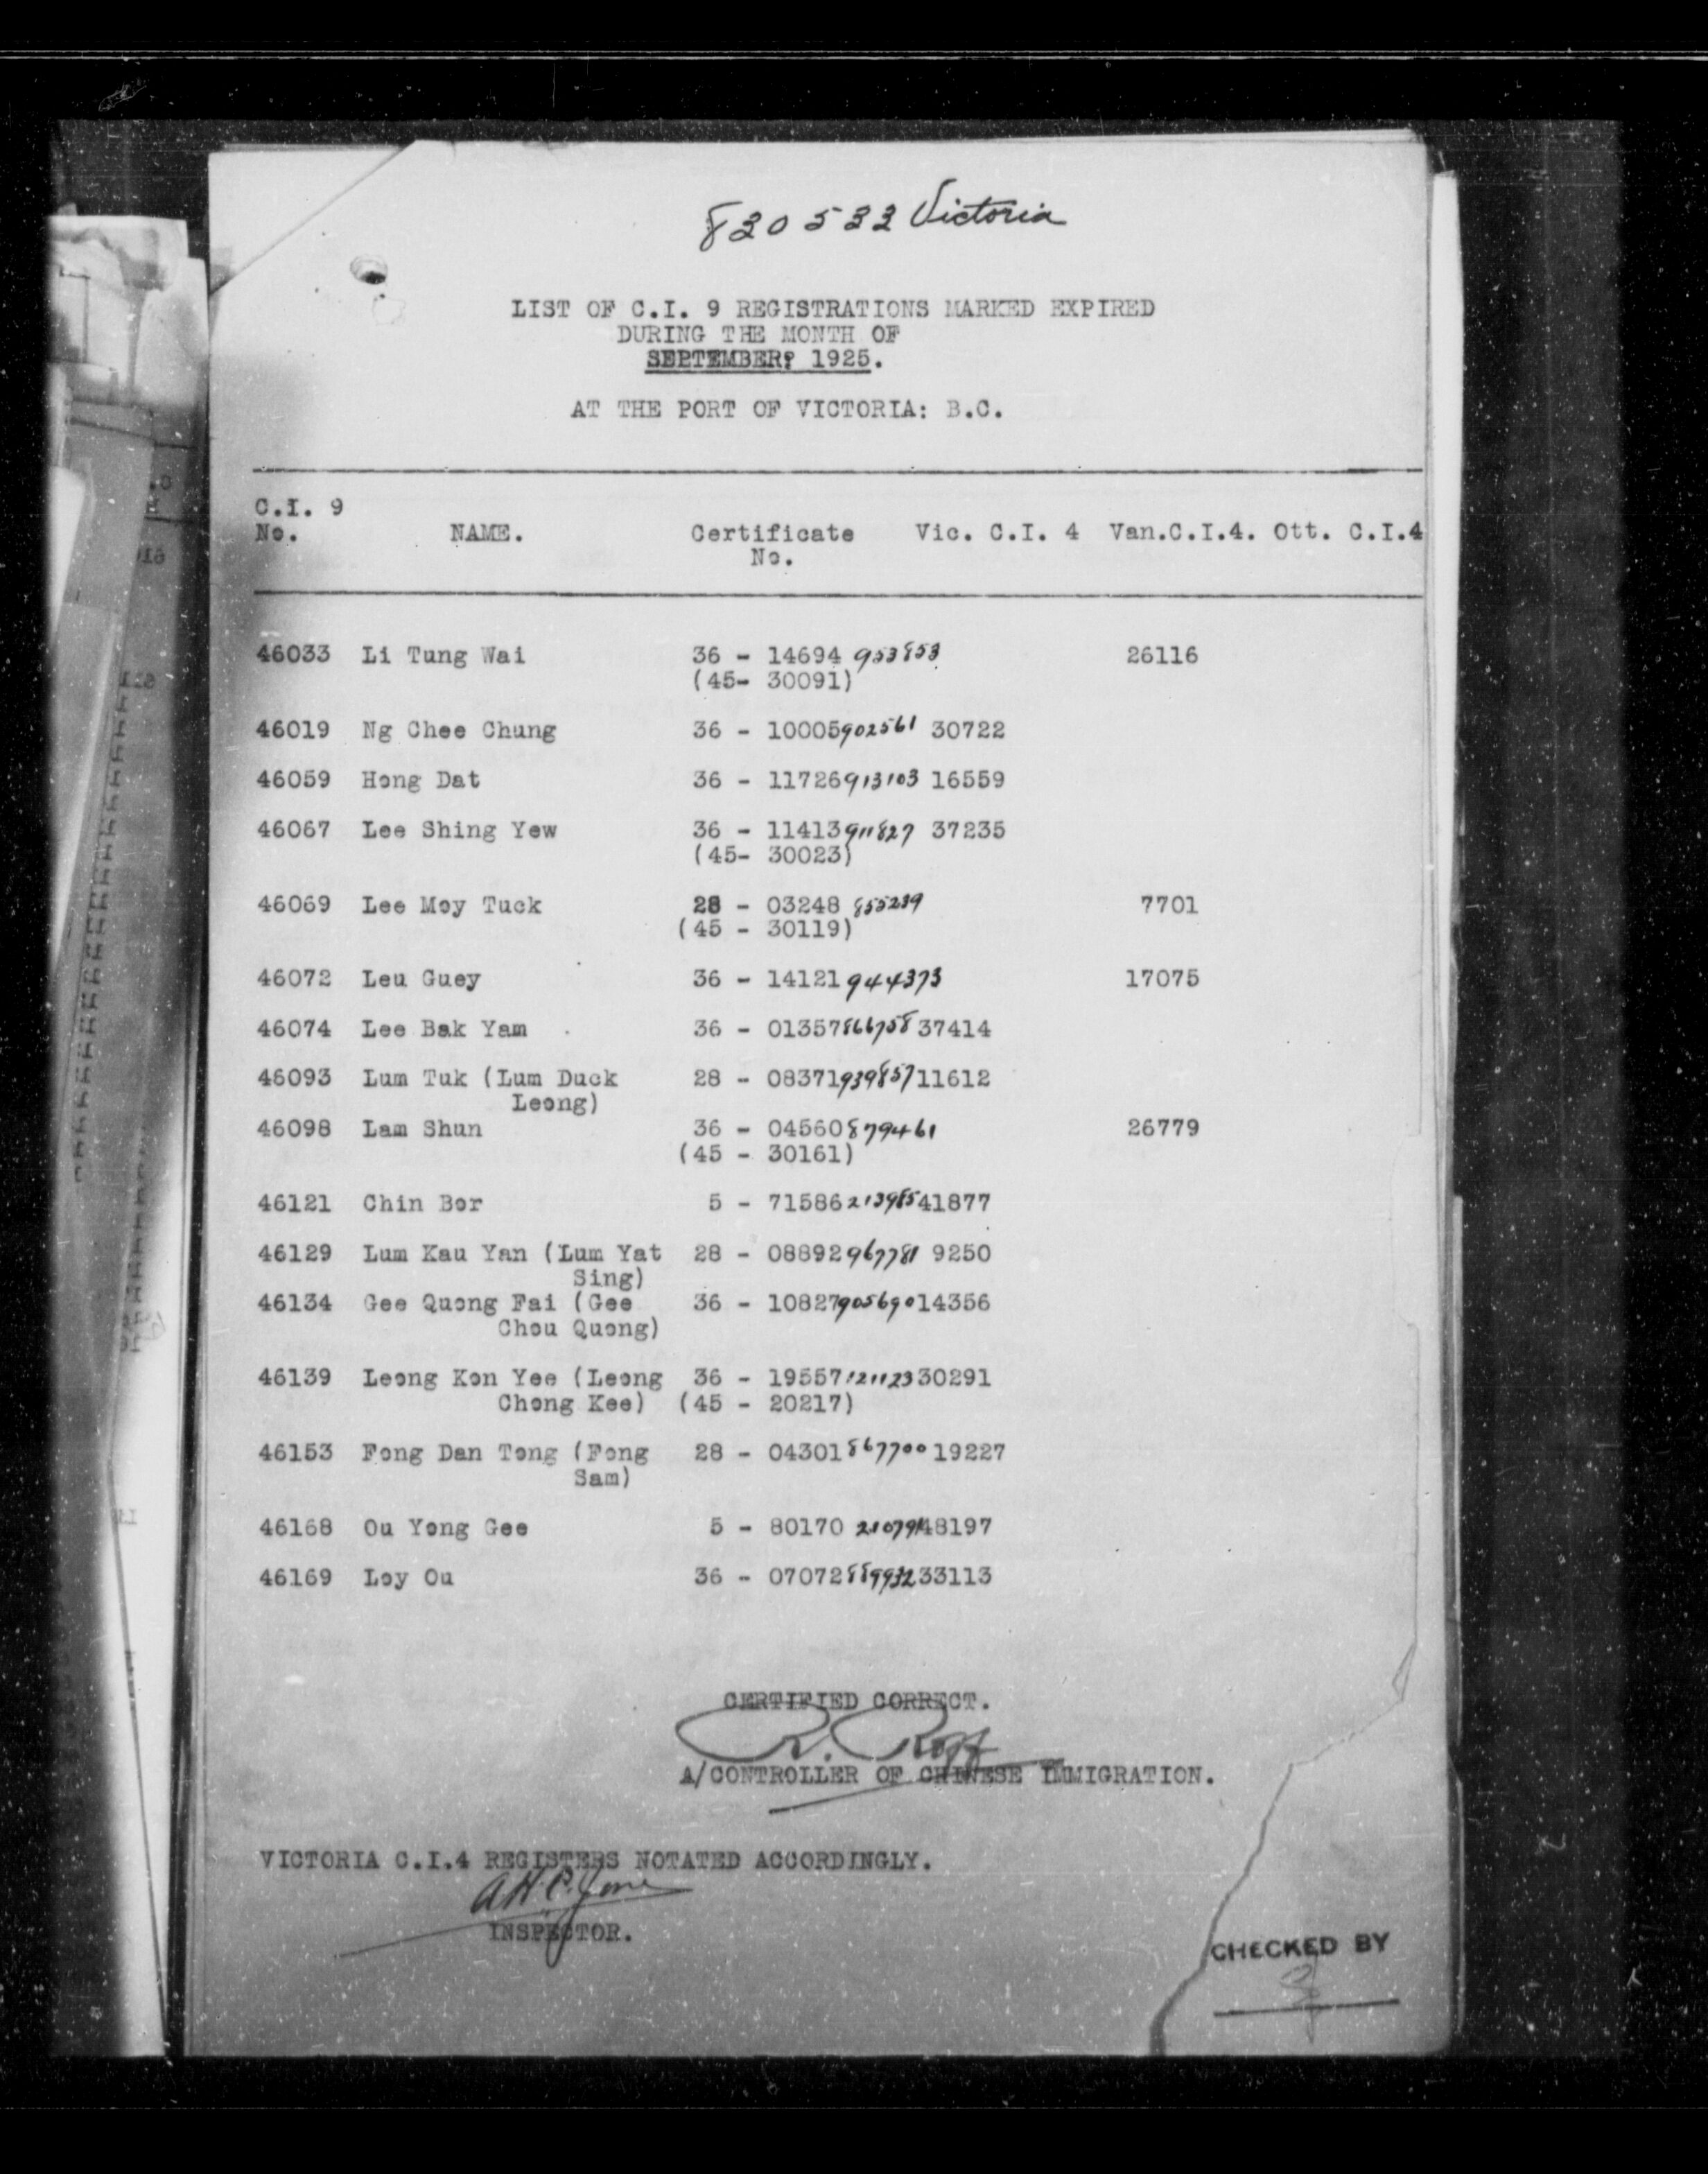 830533 Victoria
LIST OF C.I. 9 REGISTRATIONS MARKED EXPIRED
DURING THE MONTH OF
SEPTEMBER: 1925.
AT THE PORT OF VICTORIA: B.C.
C.I. 9
No. NAME. Certificate Vic. C.I. 4 Van.C.I.4. Ott. C.I.4
No.
46033 Li Tung Wai 36 - 14694 953853 26116
(45- 30091)
46019 Ng Chee Chung 36 - 10005 902561 30722
46059 Hong Dat 36 - 11726 913103 16559
46067 Lee Shing Yew 36 - 11413 911827 37235
(45- 30023)
46069 Lee Moy Tuck 28 - 03248 855239 7701
(45 - 30119)
46072 Leu Guey 36 - 14121 944373 17075
46074 Lee Bak Yam 36 - 01357 866758 37414
46093 Lum Tuk (Lum Duck 28 - 08371 939857 11612
Leong)
46098 Lam Shun 36 - 04560 879461 26779
(45 - 30161)
46121 Chin Bor 5 - 71586 213985 41877
46129 Lum Kau Yan (Lum Yat 28 - 08892 967781 9250
Sing)
46134 Gee Quong Fai (Gee 36 - 10827 905690 14356
Chou Quong)
46139 Leong Kon Yee (Leong 36 - 19557 121123 30291
Chong Kee) (45 - 20217)
46153 Fong Dan Tong (Fong 28 - 04301 867700 19227
Sam)
46168 Ou Yong Gee 5 - 80170 48197
46169 Loy Ou 36 - 07072 889932 33113
CERTIFIED CORRECT.
A/CONTROLLER OF CHINESE IMMIGRATION.
VICTORIA C.I.4 REGISTERS NOTATED ACCORDINGLY.
INSPECTOR.
CHECKED BY